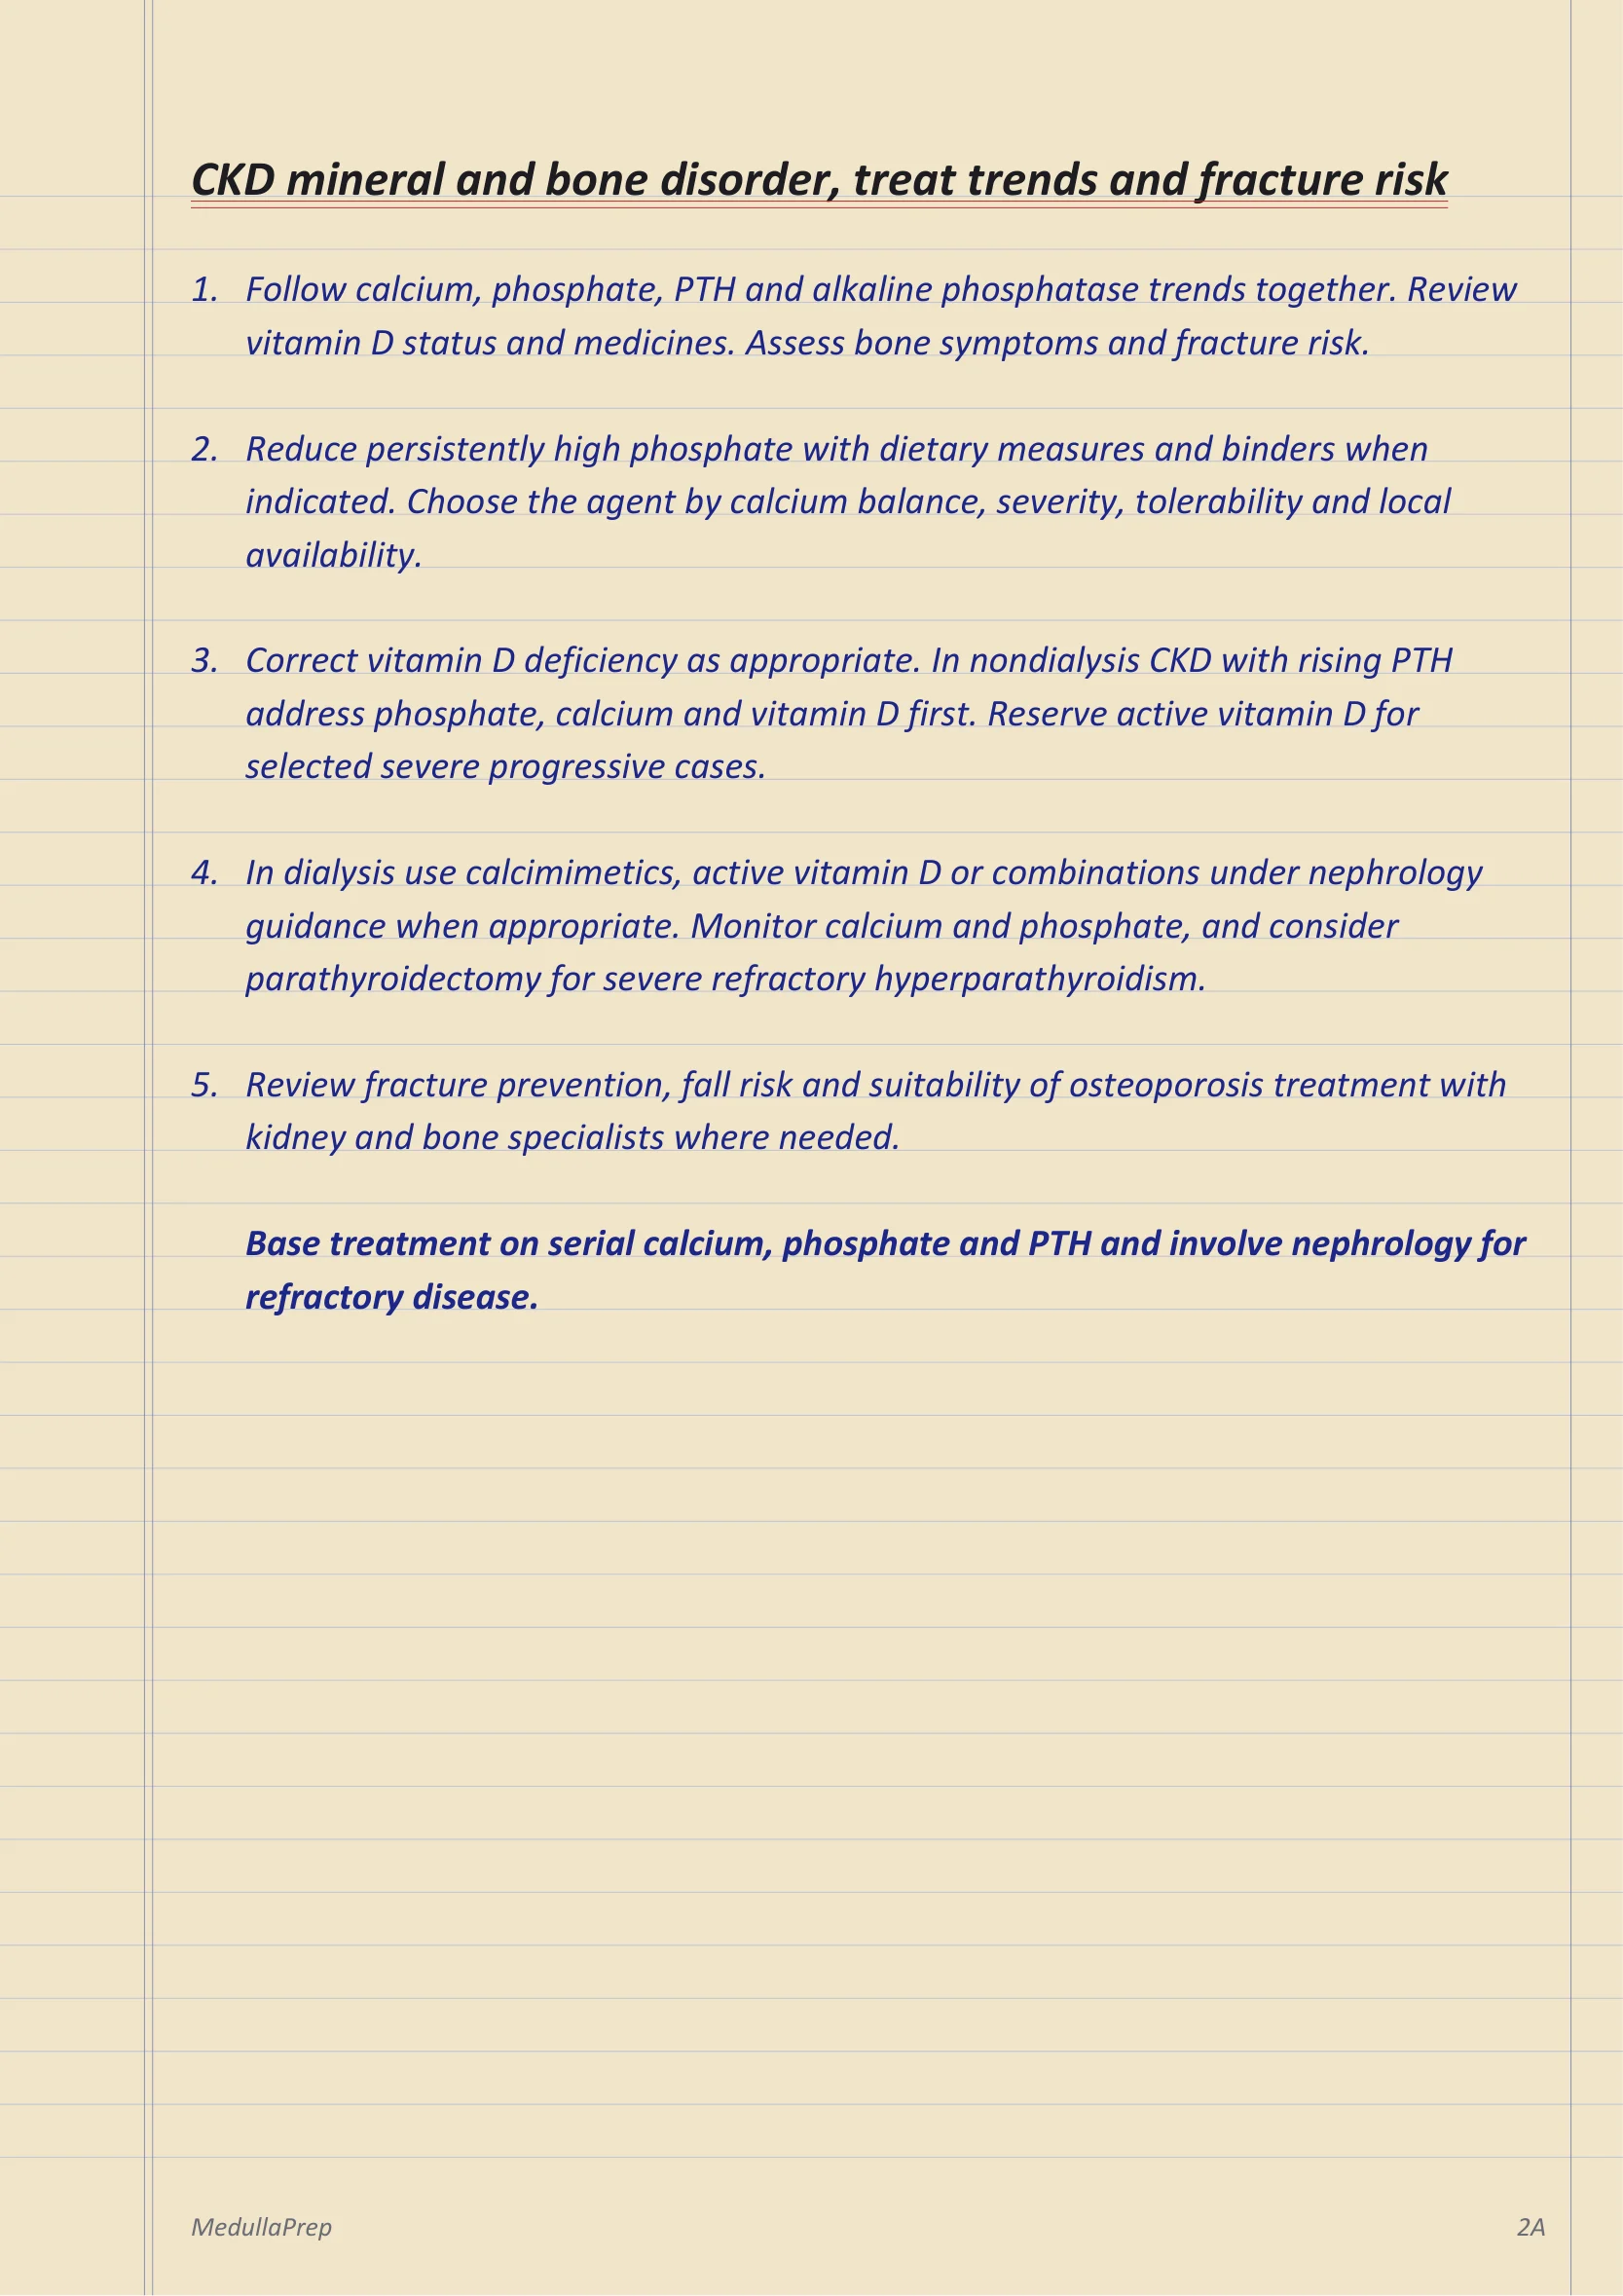 CKD mineral and bone disorder, treat trends and fracture risk
1. Follow calcium, phosphate, PTH and alkaline phosphatase trends together. Review
vitamin D status and medicines. Assess bone symptoms and fracture risk.
2. Reduce persistently high phosphate with dietary measures and binders when
indicated. Choose the agent by calcium balance, severity, tolerability and local
availability.
3. Correct vitamin D deficiency as appropriate. In nondialysis CKD with rising PTH
address phosphate, calcium and vitamin D first. Reserve active vitamin D for
selected severe progressive cases.
4. In dialysis use calcimimetics, active vitamin D or combinations under nephrology
guidance when appropriate. Monitor calcium and phosphate, and consider
parathyroidectomy for severe refractory hyperparathyroidism.
5. Review fracture prevention, fall risk and suitability of osteoporosis treatment with
kidney and bone specialists where needed.
Base treatment on serial calcium, phosphate and PTH and involve nephrology for
refractory disease.
MedullaPrep
2A